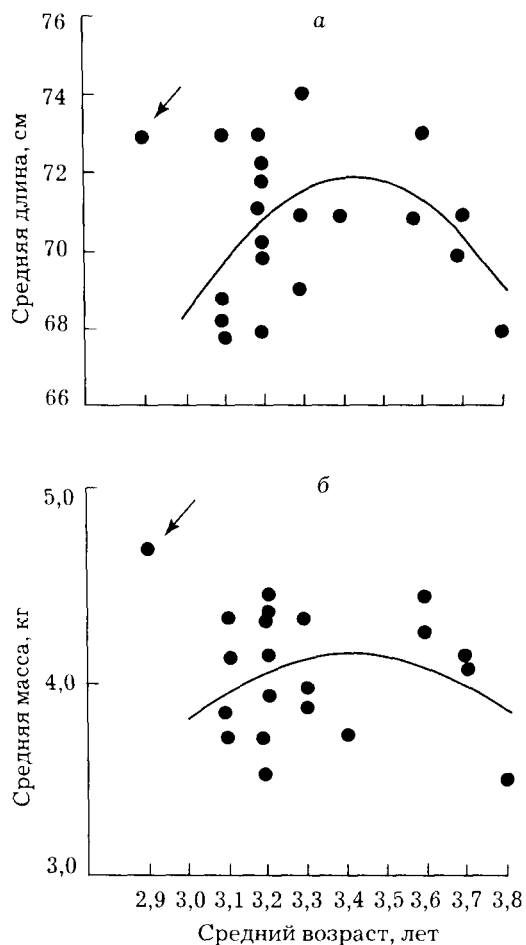 а
76
74
72
70
68
66
Средняя длина, см
б
5,0
4,0
3,0
Средняя масса, кг
2,9 3,0 3,1 3,2 3,3 3,4 3,5 3,6 3,7 3,8
Средний возраст, лет